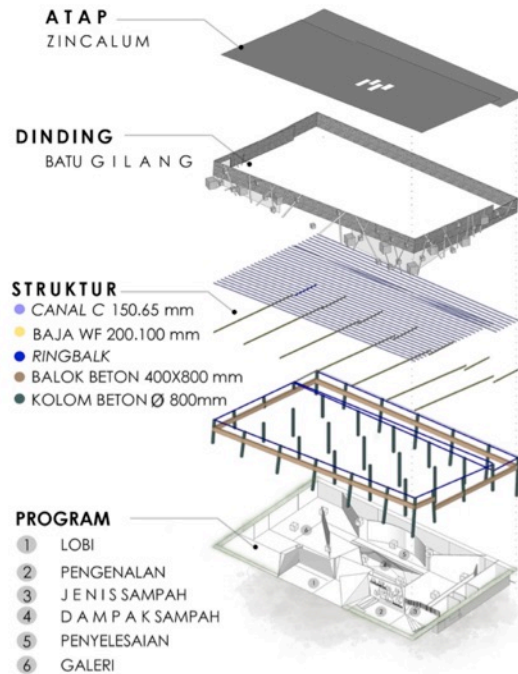 ATAP
ZINCALUM
DINDING
BATU GILANG
STRUKTUR
CANAL C 150.65 mm
BAJA WF 200.100 mm
RINGBALK
BALOK BETON 400X800 mm
KOLOM BETON Ø 800mm
PROGRAM
1 LOBI
2 PENGENALAN
3 JENIS SAMPAH
4 DAMPAK SAMPAH
5 PENYELESAIAN
6 GALERI